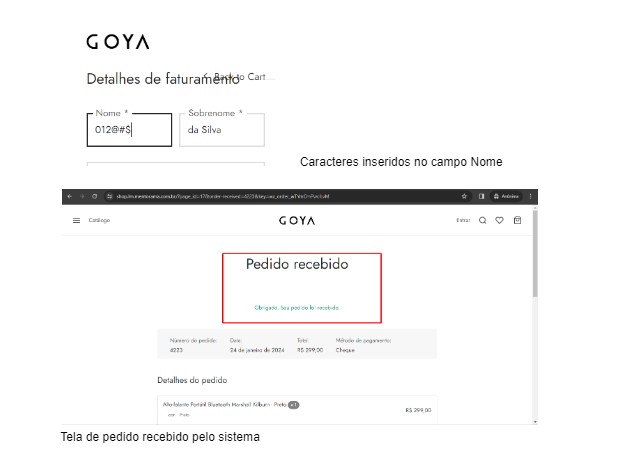 GOYA
Detalhes de faturamento
Back to Cart
Nome *
Sobrenome *
012@#$
da Silva
Caracteres inseridos no campo Nome
Catálogo
GOYA
Entrar
Pedido recebido
Obrigado. Seu pedido foi recebido.
Número do pedido:
Data:
Total:
Método de pagamento:
4223
24 de janeiro de 2024
R$ 299,00
Cheque
Detalhes do pedido
Alto-falante Portátil Bluetooth Marshall Kilburn - Preto x 1
R$ 299,00
Preto
Tela de pedido recebido pelo sistema